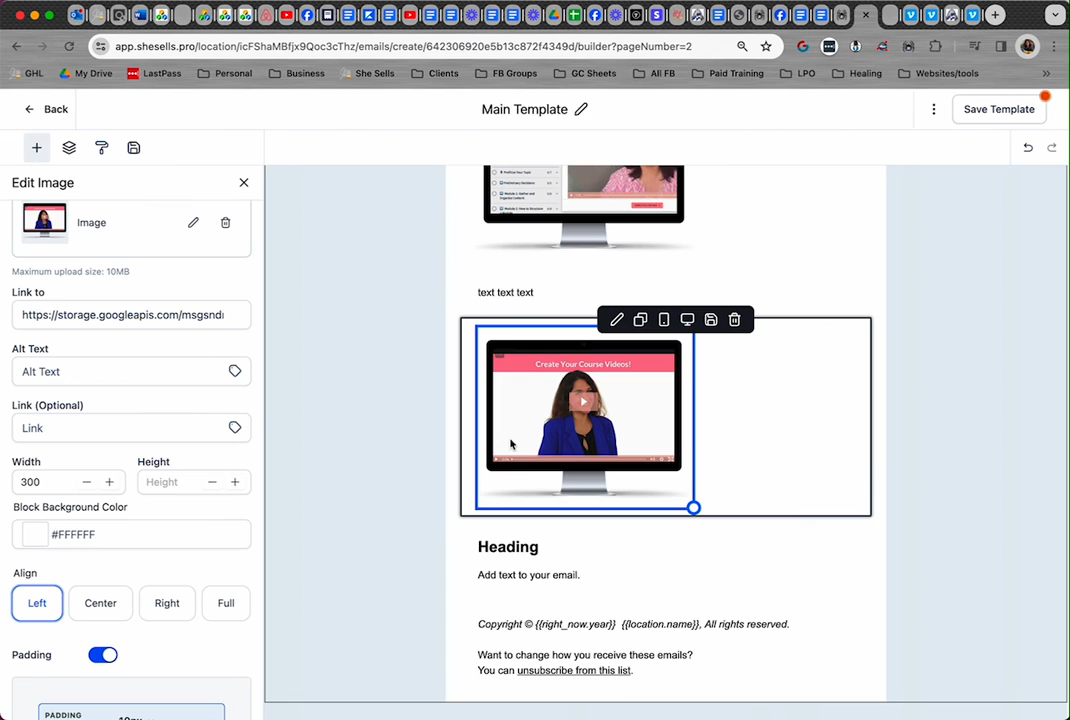 app.shesells.pro/location/icFShaMBfjx9Qoc3cThz/emails/create/642306920e5b13c872f4349d/builder?pageNumber=2
GHL
My Drive
LastPass
Personal
Business
She Sells
Clients
FB Groups
GC Sheets
All FB
Paid Training
LPO
Healing
Websites/tools
Back
Main Template
Save Template
Edit Image
Image
Maximum upload size: 10MB
Link to
https://storage.googleapis.com/msgsnd
Alt Text
Alt Text
Link (Optional)
Link
Width
Height
300
Height
Block Background Color
#FFFFFF
Align
Left
Center
Right
Full
Padding
PADDING
text text text
Create Your Course Videos!
Heading
Add text to your email.
Copyright © {{right_now.year}} {{location.name}}, All rights reserved.
Want to change how you receive these emails?
You can unsubscribe from this list.